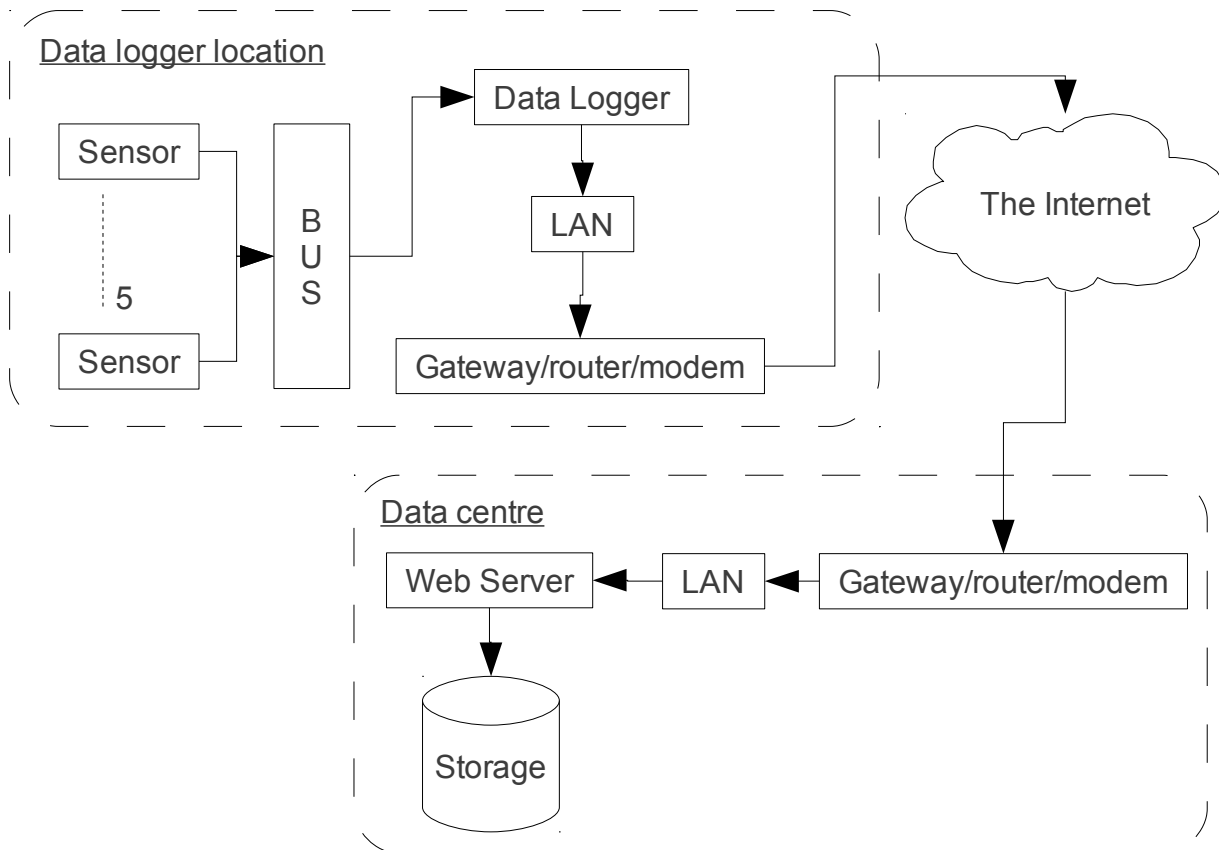 Data logger location
Data Logger
Sensor
B
U
S
LAN
The Internet
5
Sensor
Gateway/router/modem
Data centre
Web Server
LAN
Gateway/router/modem
Storage